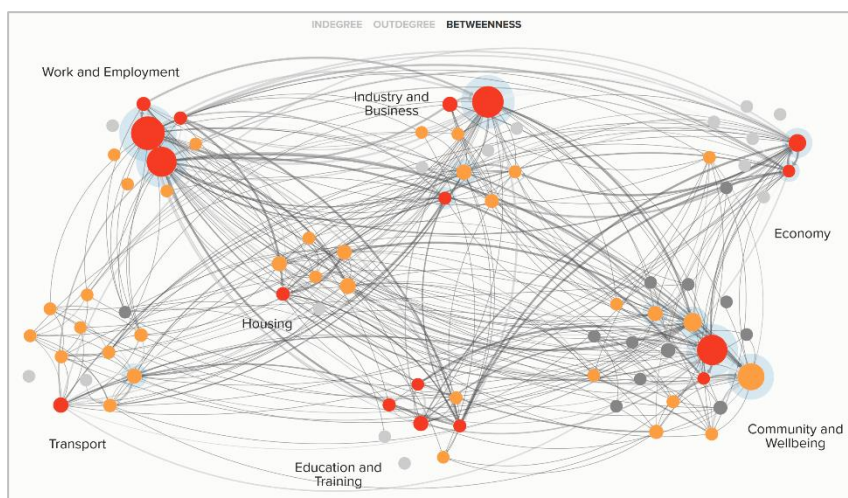 INDEGREE OUTDEGREE BETWEENNESS
Work and Employment
Industry and
Business
Economy
Housing
Transport
Community and
Wellbeing
Education and
Training